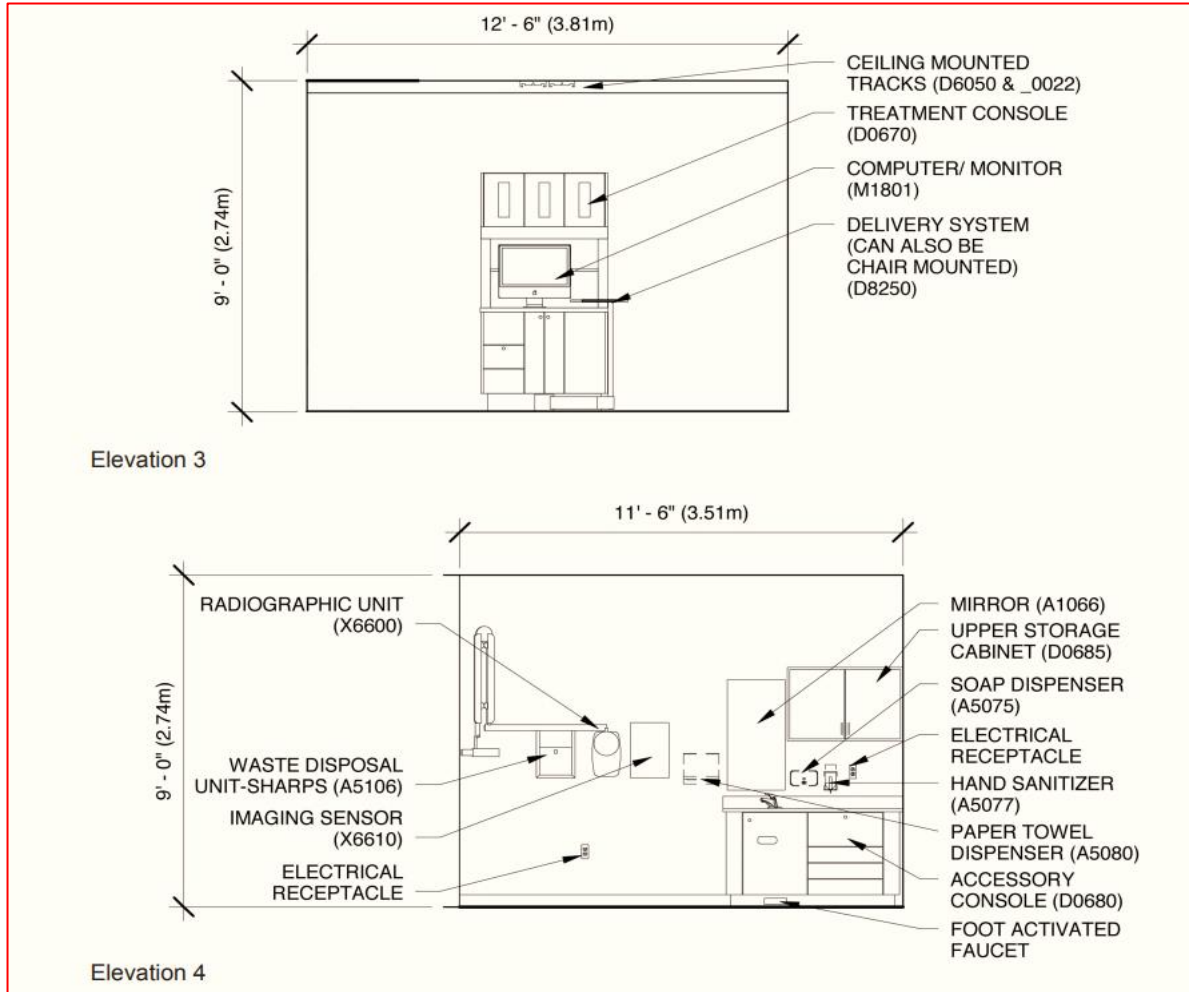 12' - 6" (3.81m)
CEILING MOUNTED
TRACKS (D6050 & _0022)
TREATMENT CONSOLE
(D0670)
COMPUTER/ MONITOR
(M1801)
DELIVERY SYSTEM
(CAN ALSO BE
CHAIR MOUNTED)
(D8250)
9' - 0" (2.74m)
Elevation 3
11' - 6" (3.51m)
RADIOGRAPHIC UNIT
(X6600)
WASTE DISPOSAL
UNIT-SHARPS (A5106)
IMAGING SENSOR
(X6610)
ELECTRICAL
RECEPTACLE
9' - 0" (2.74m)
MIRROR (A1066)
UPPER STORAGE
CABINET (D0685)
SOAP DISPENSER
(A5075)
ELECTRICAL
RECEPTACLE
HAND SANITIZER
(A5077)
PAPER TOWEL
DISPENSER (A5080)
ACCESSORY
CONSOLE (D0680)
FOOT ACTIVATED
FAUCET
Elevation 4